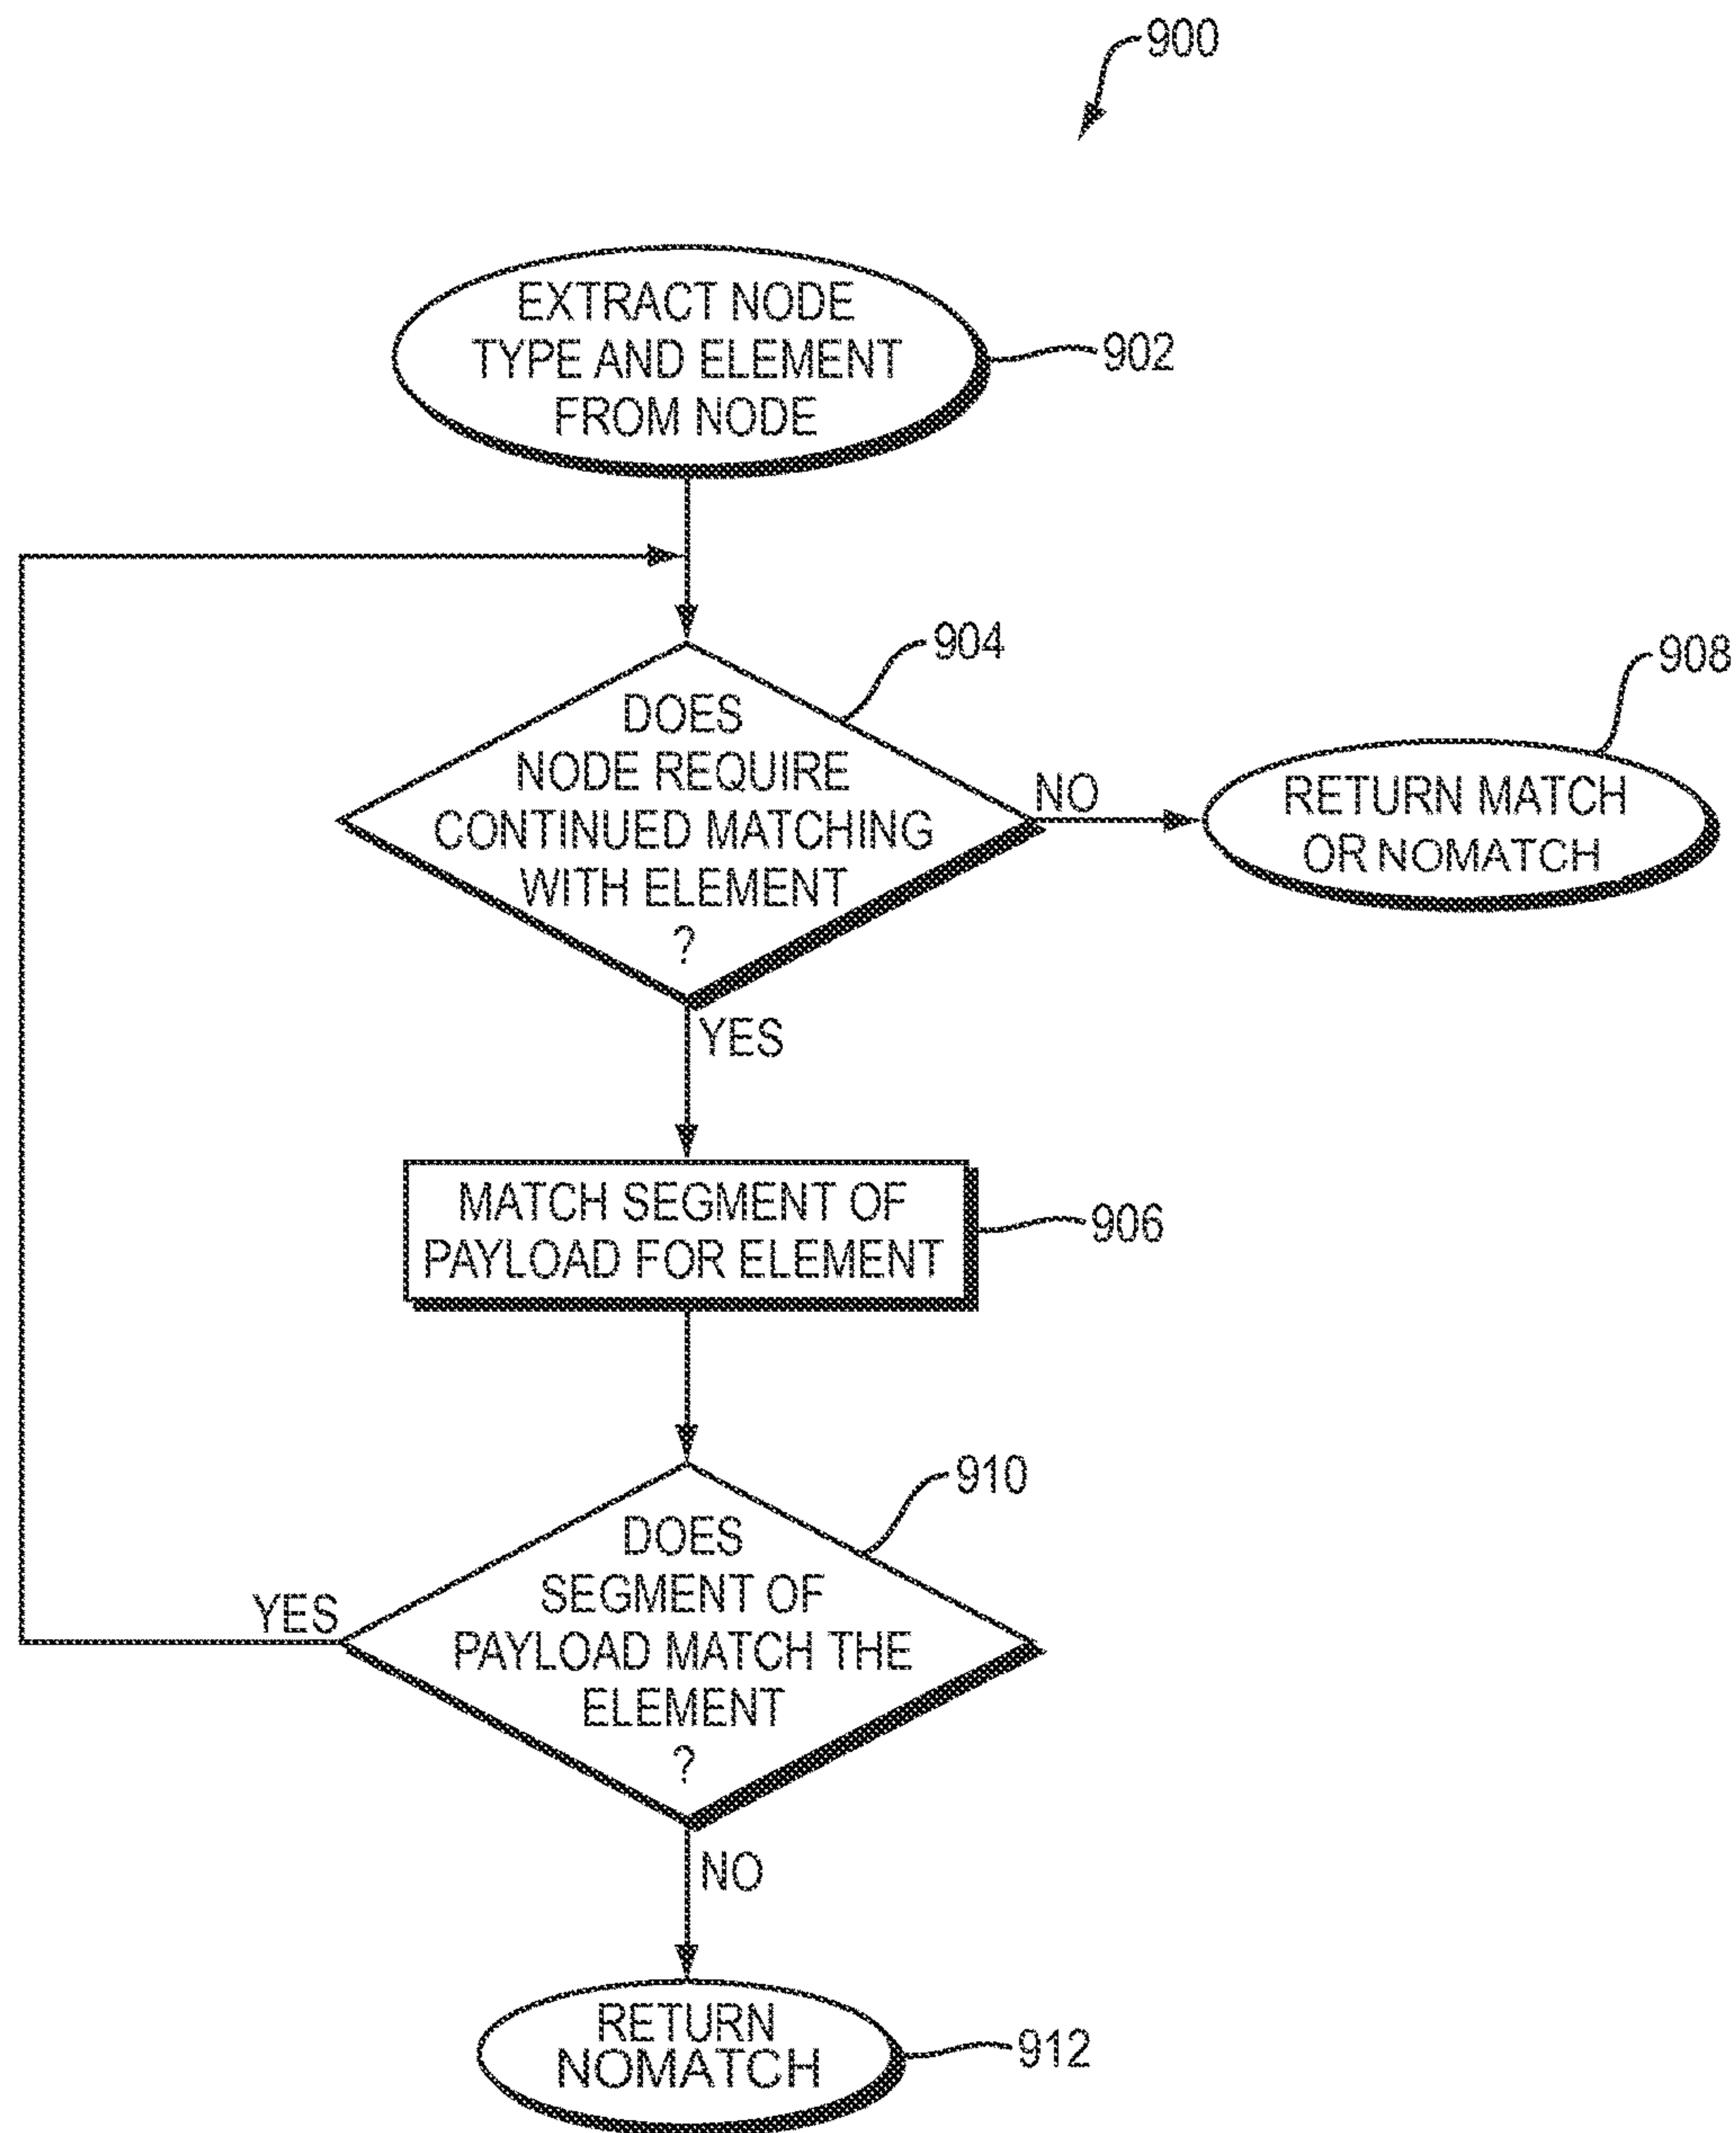 900
EXTRACT NODE
TYPE AND ELEMENT
FROM NODE
902
904
DOES
NODE REQUIRE
CONTINUED MATCHING
WITH ELEMENT
?
NO
908
RETURN MATCH
OR NOMATCH
YES
MATCH SEGMENT OF
PAYLOAD FOR ELEMENT
906
910
DOES
SEGMENT OF
PAYLOAD MATCH THE
ELEMENT
?
YES
NO
RETURN
NOMATCH
912